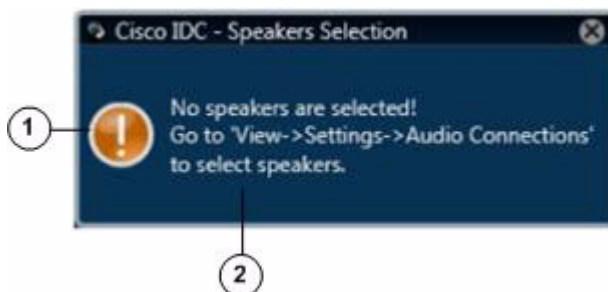 Cisco IDC - Speakers Selection
No speakers are selected!
1
Go to 'View->Settings->Audio Connections'
to select speakers.
2